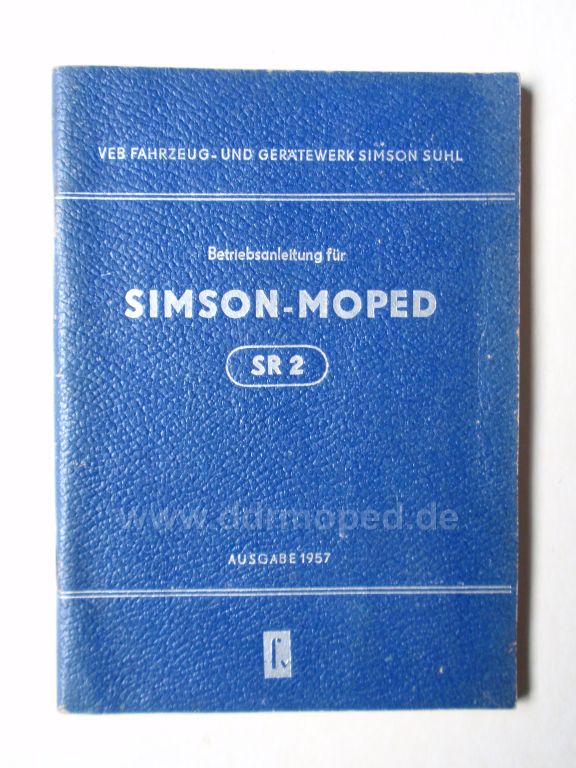 VEB FAHRZEUG- UND GERÄTEWERK SIMSON SUHL
Betriebsanleitung für
SIMSON-MOPED
SR 2
www.ddrmoped.de
AUSGABE 1957
f.